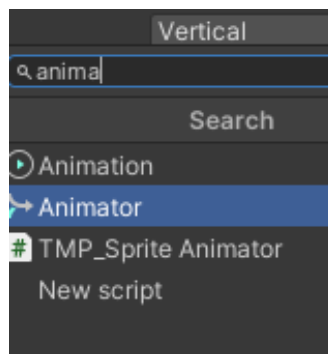 Vertical
anima
Search
Animation
Animator
# TMP_Sprite Animator
New script